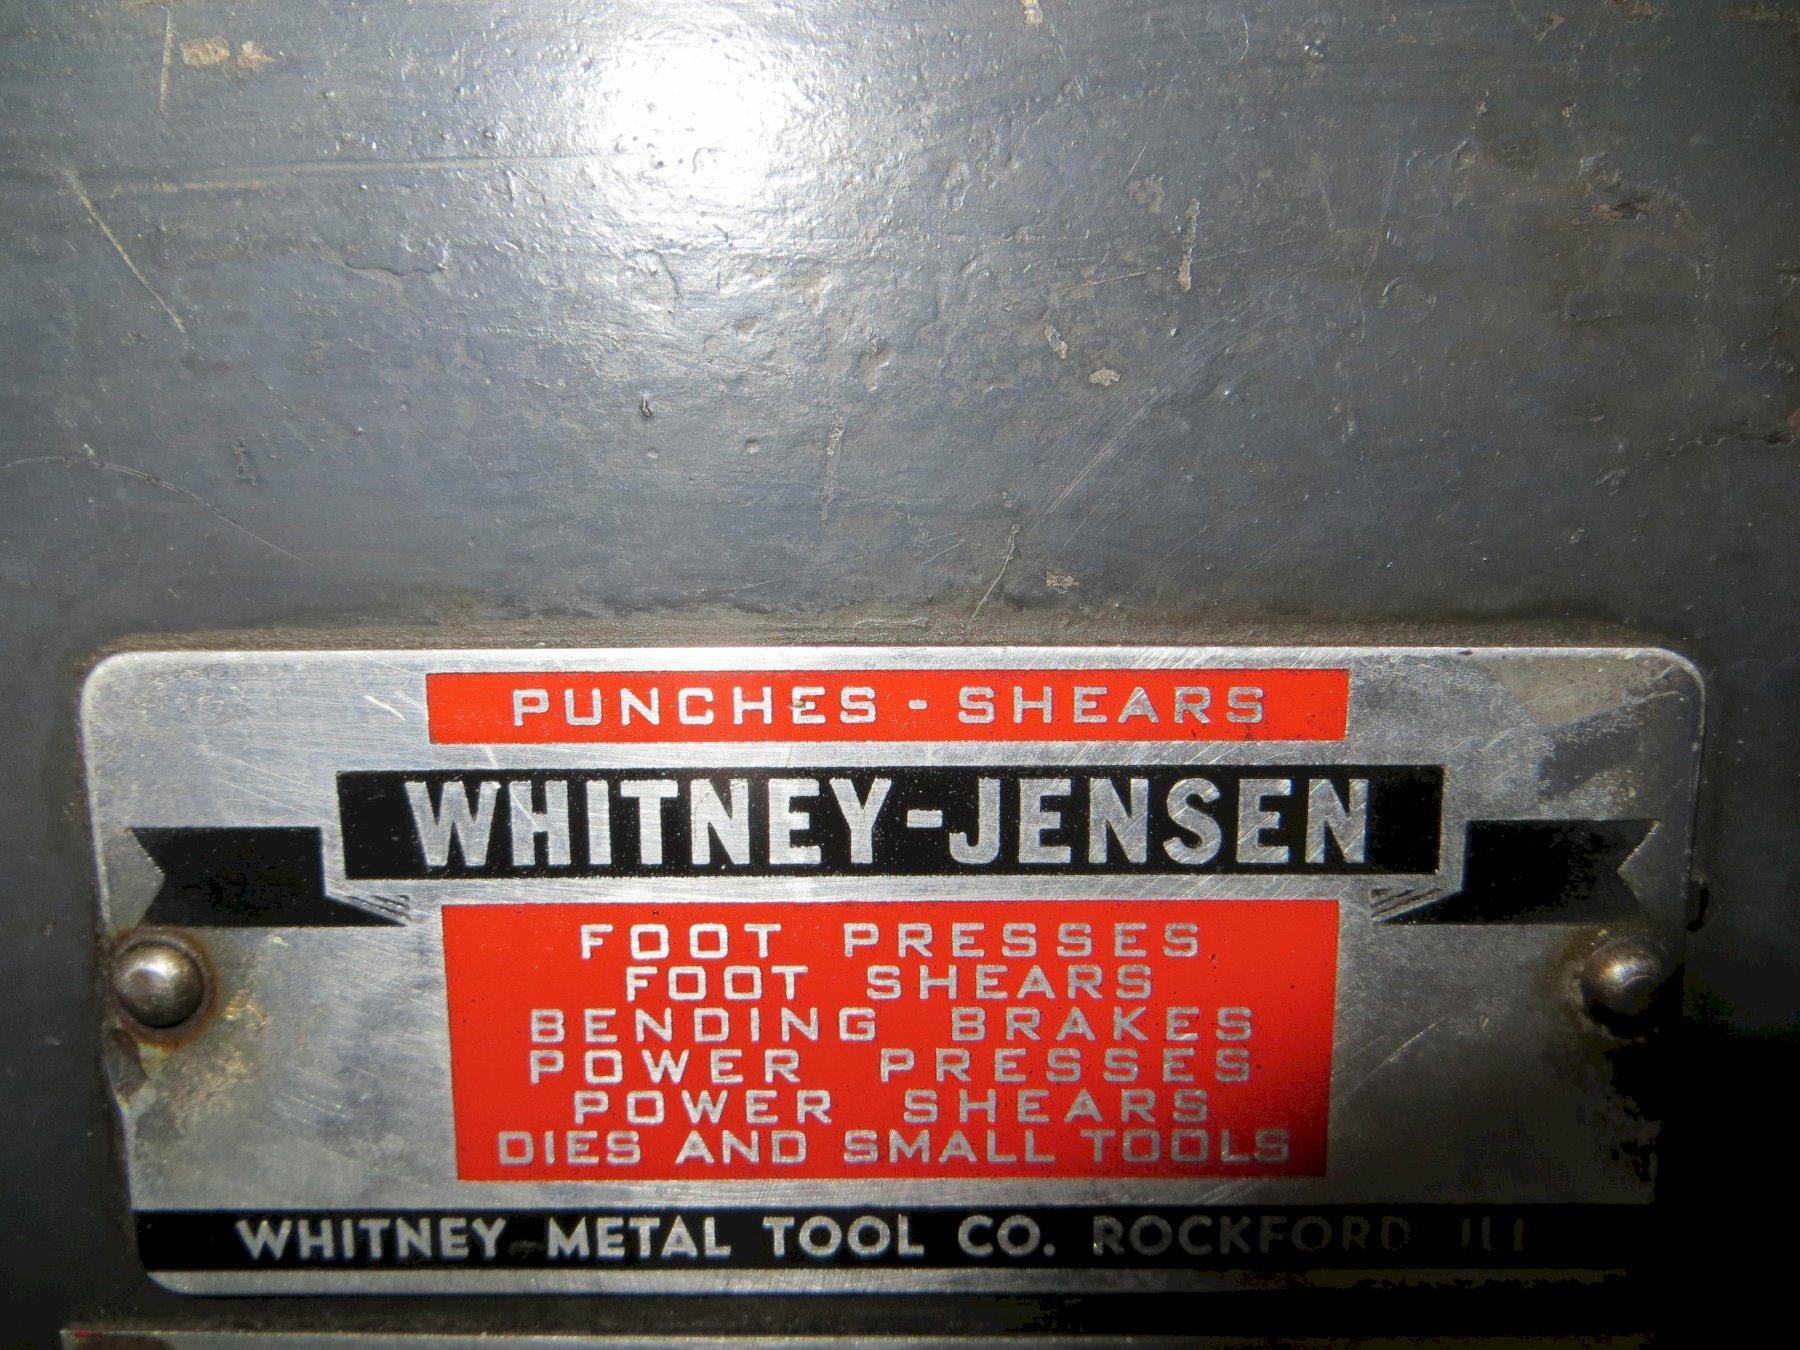 PUNCHES - SHEARS
WHITNEY-JENSEN
FOOT PRESSES
FOOT SHEARS
BENDING BRAKES
POWER PRESSES
POWER SHEARS
DIES AND SMALL TOOLS
WHITNEY METAL TOOL CO. ROCKFORD ILL